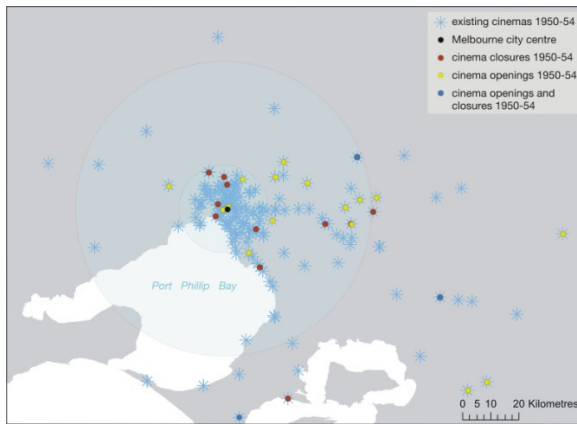 existing cinemas 1950-54
Melbourne city centre
cinema closures 1950-54
cinema openings 1950-54
cinema openings and
closures 1950-54
Port Phillip Bay
0 5 10 20 Kilometres